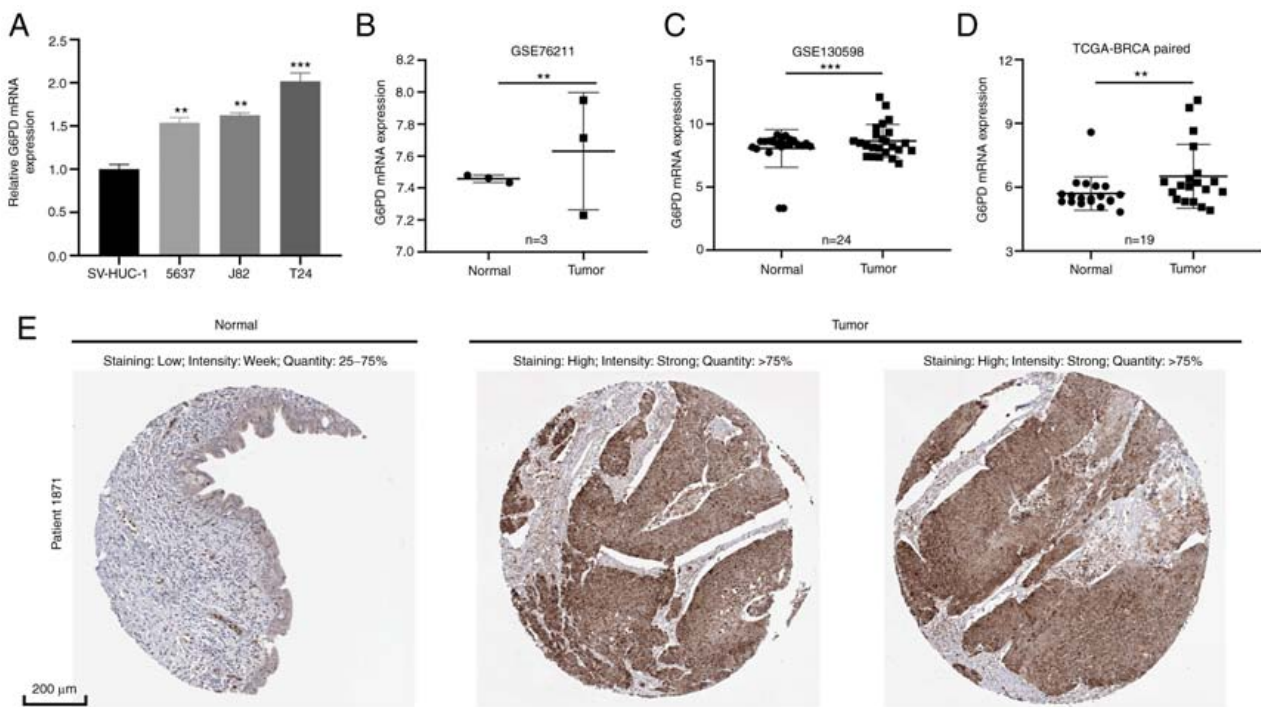 A
Relative G6PD mRNA
expression
2.5
2.0
1.5
1.0
0.5
0.0
**
**
***
SV-HUC-1 5637 J82 T24
B
GSE76211
G6PD mRNA expression
8.2
8.0
7.8
7.6
7.4
7.2
7.0
**
n=3
Normal Tumor
C
GSE130598
G6PD mRNA expression
15
10
5
0
***
n=24
Normal Tumor
D
TCGA-BRCA paired
G6PD mRNA expression
12
9
6
3
**
n=19
Normal Tumor
E
Normal
Tumor
Staining: Low; Intensity: Week; Quantity: 25–75%
Staining: High; Intensity: Strong; Quantity: >75%
Staining: High; Intensity: Strong; Quantity: >75%
Patient 1871
200 µm